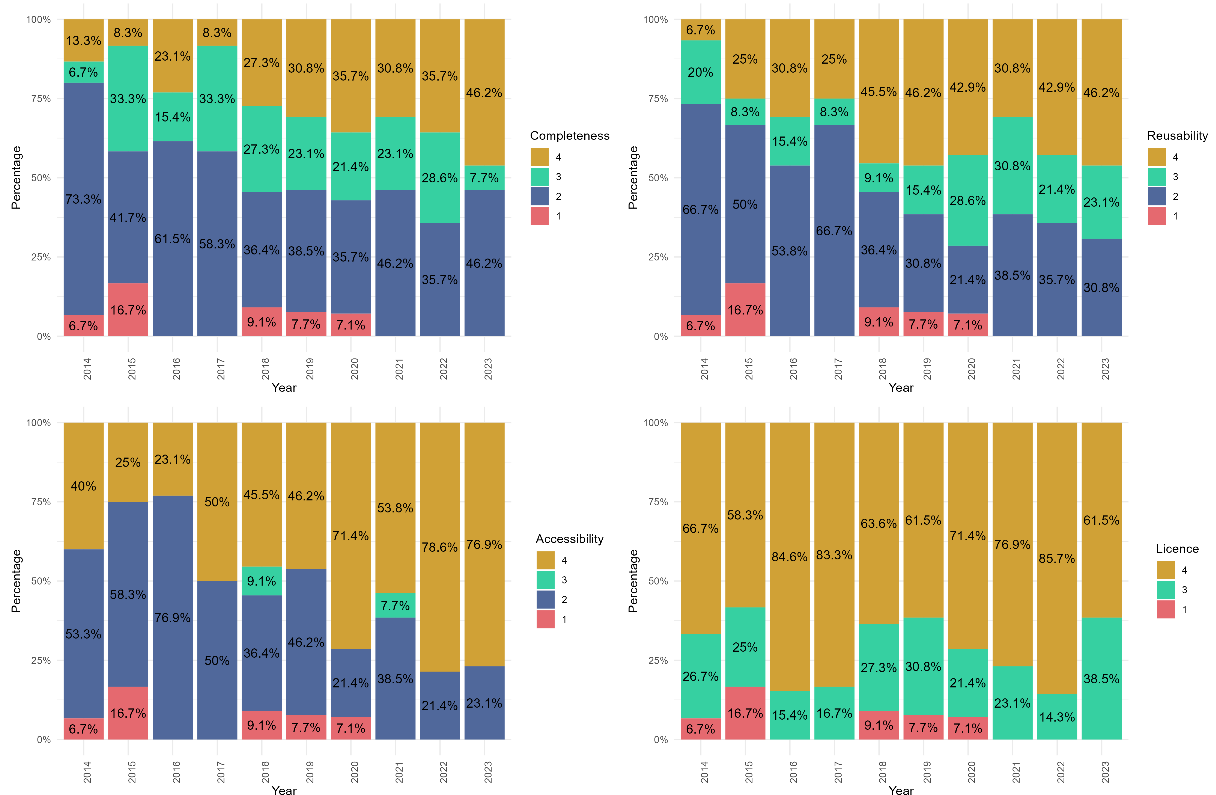 100%
75%
50%
25%
0%
Percentage
13.3% 8.3% 23.1% 8.3% 27.3% 30.8% 35.7% 30.8% 35.7% 46.2%
6.7% 33.3% 15.4% 33.3% 27.3% 23.1% 21.4% 23.1% 28.6% 7.7%
73.3% 41.7% 61.5% 58.3% 36.4% 38.5% 35.7% 46.2% 35.7% 46.2%
6.7% 16.7% 9.1% 7.7% 7.1%
2014 2015 2016 2017 2018 2019 2020 2021 2022 2023
Year
Completeness
4
3
2
1
100%
75%
50%
25%
0%
Percentage
6.7% 25% 30.8% 25% 45.5% 46.2% 42.9% 30.8% 42.9% 46.2%
20% 8.3% 15.4% 8.3% 9.1% 15.4% 28.6% 30.8% 21.4% 23.1%
66.7% 50% 53.8% 66.7% 36.4% 30.8% 21.4% 38.5% 35.7% 30.8%
6.7% 16.7% 9.1% 7.7% 7.1%
2014 2015 2016 2017 2018 2019 2020 2021 2022 2023
Year
Reusability
4
3
2
1
100%
75%
50%
25%
0%
Percentage
40% 25% 23.1% 50% 45.5% 46.2% 71.4% 53.8% 78.6% 76.9%
9.1% 7.7%
53.3% 58.3% 76.9% 50% 36.4% 46.2% 21.4% 38.5% 21.4% 23.1%
6.7% 16.7% 9.1% 7.7% 7.1%
2014 2015 2016 2017 2018 2019 2020 2021 2022 2023
Year
Accessibility
4
3
2
1
100%
75%
50%
25%
0%
Percentage
66.7% 58.3% 84.6% 83.3% 63.6% 61.5% 71.4% 76.9% 85.7% 61.5%
26.7% 25% 15.4% 16.7% 27.3% 30.8% 21.4% 23.1% 14.3% 38.5%
6.7% 16.7% 9.1% 7.7% 7.1%
2014 2015 2016 2017 2018 2019 2020 2021 2022 2023
Year
Licence
4
3
1